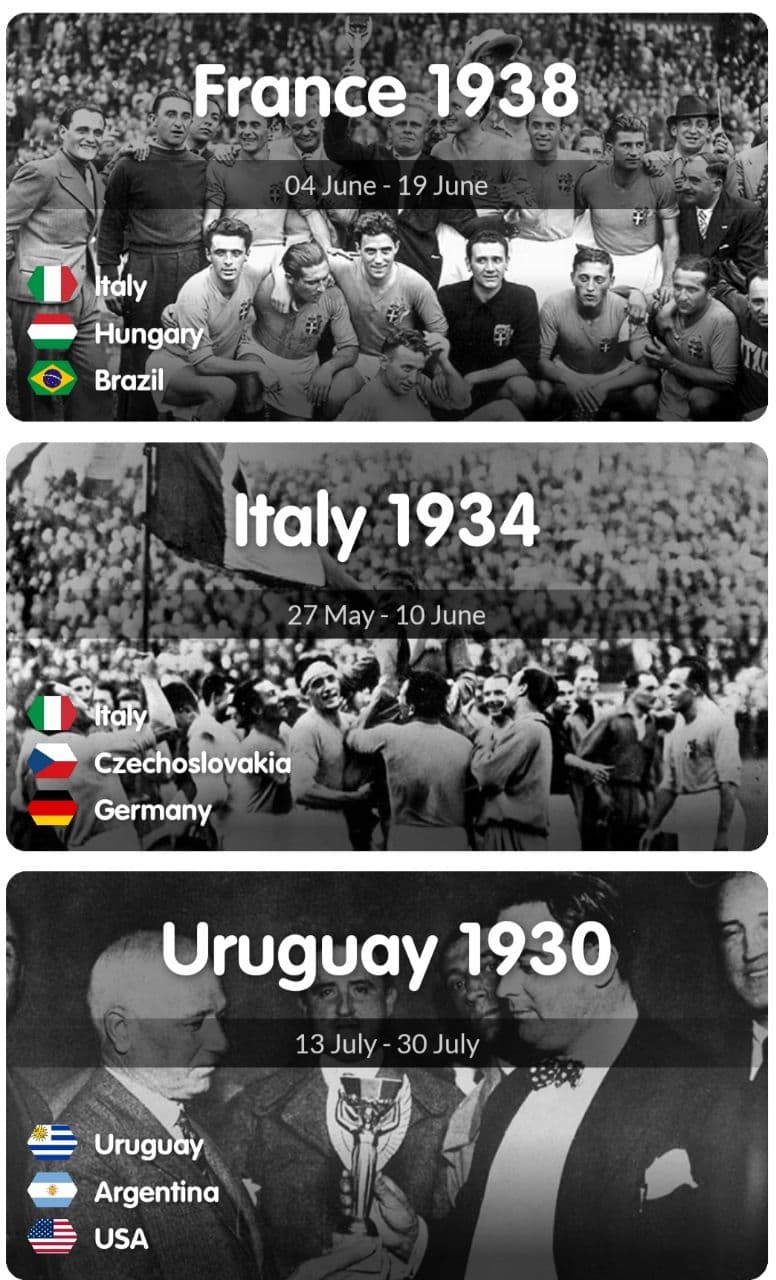 France 1938
04 June - 19 June
Italy
Hungary
Brazil
Italy 1934
27 May - 10 June
Italy
Czechoslovakia
Germany
Uruguay 1930
13 July - 30 July
Uruguay
Argentina
USA